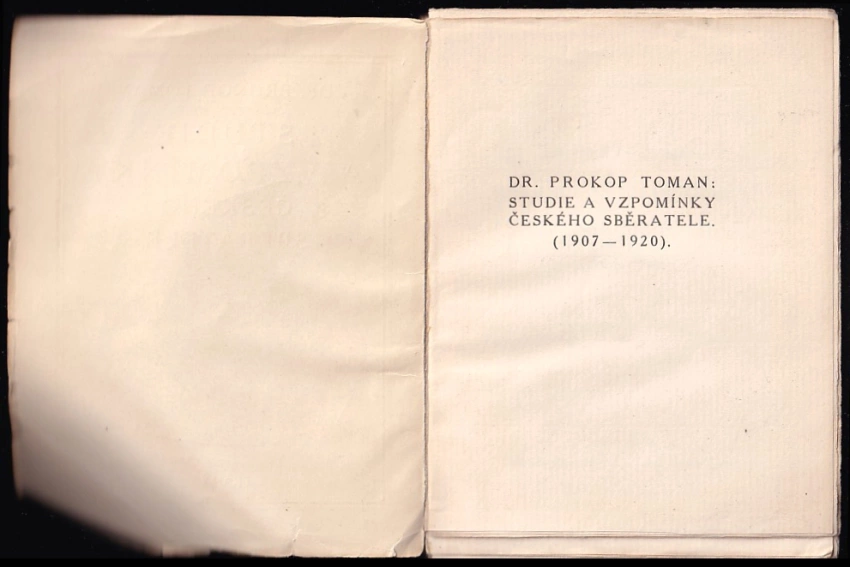 DR. PROKOP TOMAN:
STUDIE A VZPOMÍNKY
ČESKÉHO SBĚRATELE.
(1907—1920).